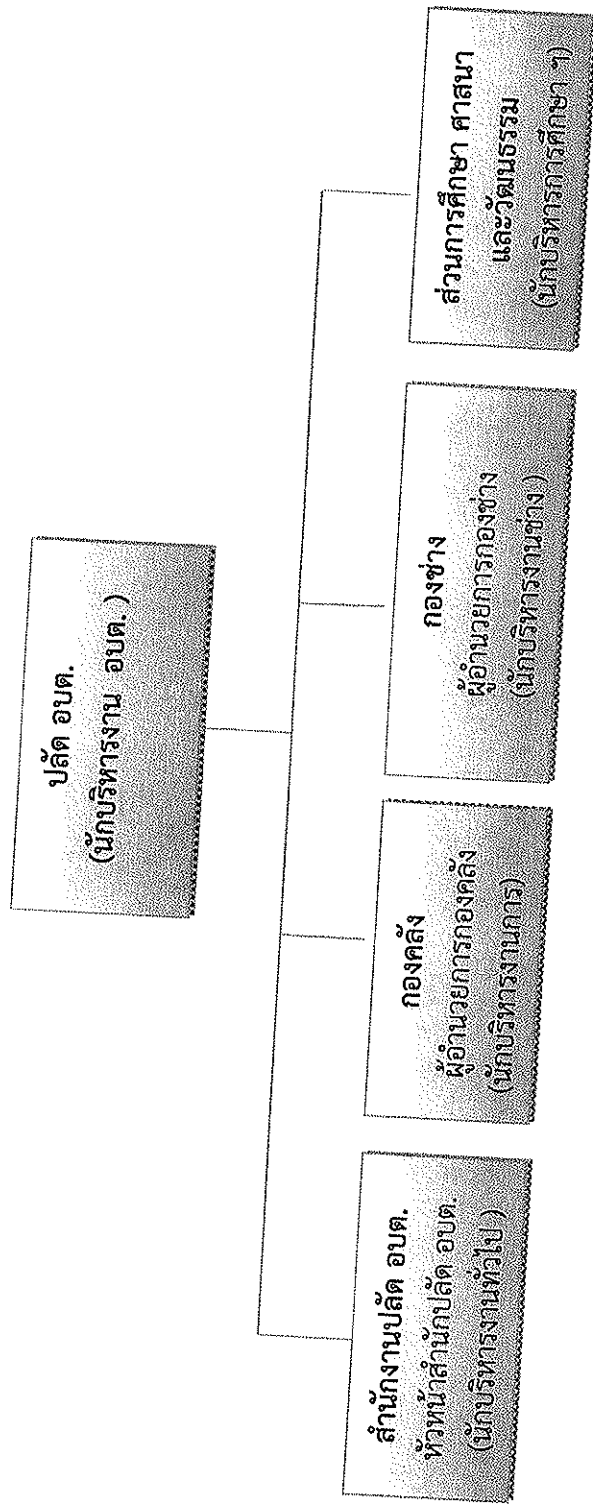 ปลัด อบต.
(นักบริหารงาน อบต. )
สำนักงานปลัด อบต.
หัวหน้าสำนักปลัด อบต.
(นักบริหารงานทั่วไป )
กองคลัง
ผู้อำนวยการกองคลัง
(นักบริหารงานการ)
กองช่าง
ผู้อำนวยการกองช่าง
(นักบริหารงานช่าง )
ส่วนการศึกษา ศาสนา
และวัฒนธรรม
(นักบริหารการศึกษา ฯ)